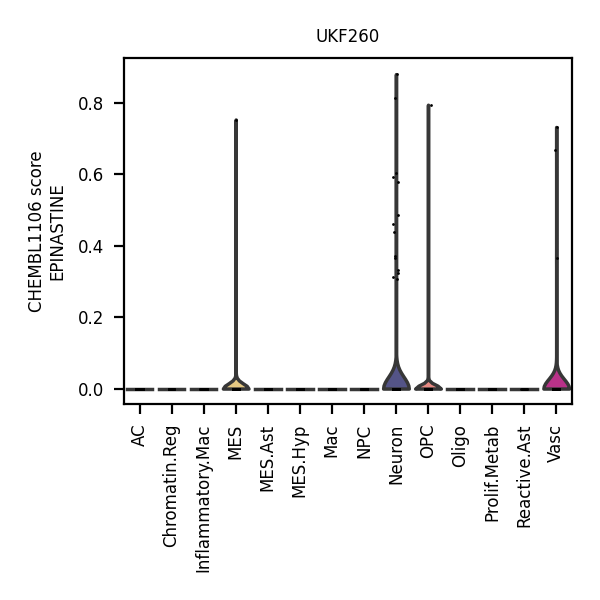 UKF260
CHEMBL1106 score
EPINASTINE
0.8
0.6
0.4
0.2
0.0
AC
Chromatin.Reg
Inflammatory.Mac
MES
MES.Ast
MES.Hyp
Mac
NPC
Neuron
OPC
Oligo
Prolif.Metab
Reactive.Ast
Vasc